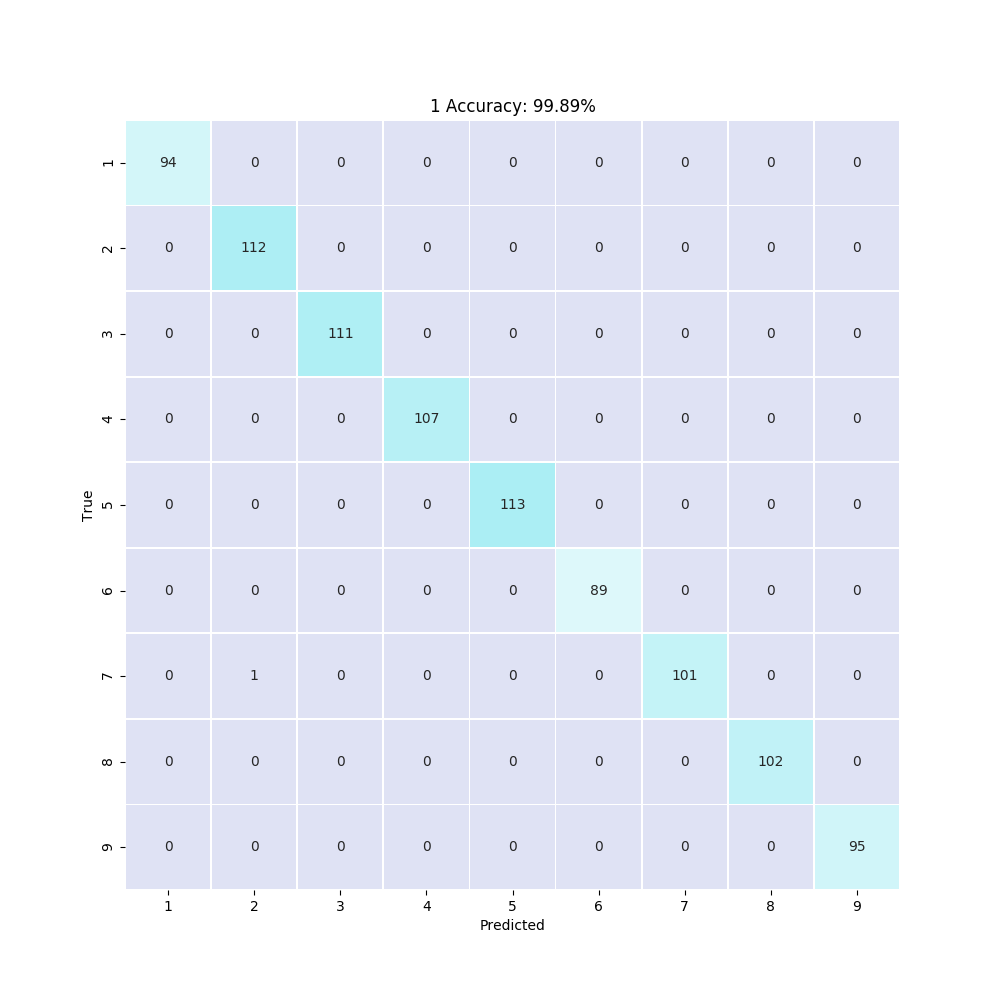 1 Accuracy: 99.89%
1 94 0 0 0 0 0 0 0 0
2 0 112 0 0 0 0 0 0 0
3 0 0 111 0 0 0 0 0 0
4 0 0 0 107 0 0 0 0 0
5 0 0 0 0 113 0 0 0 0
6 0 0 0 0 0 89 0 0 0
7 0 1 0 0 0 0 101 0 0
8 0 0 0 0 0 0 0 102 0
9 0 0 0 0 0 0 0 0 95
True
1 2 3 4 5 6 7 8 9
Predicted